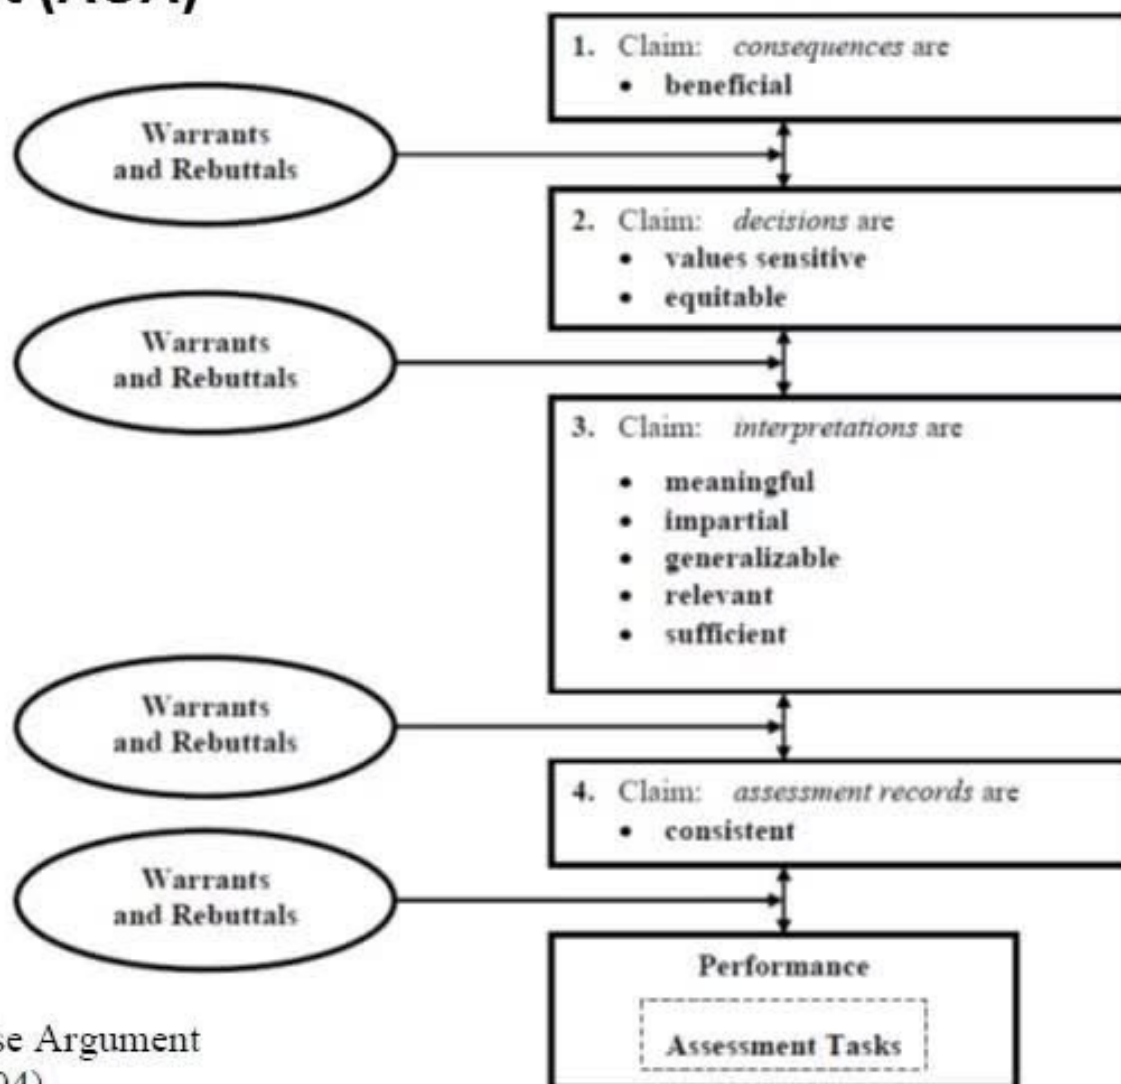 (AUA)
1. Claim: consequences are
• beneficial
Warrants
and Rebuttals
2. Claim: decisions are
• values sensitive
• equitable
Warrants
and Rebuttals
3. Claim: interpretations are
• meaningful
• impartial
• generalizable
• relevant
• sufficient
Warrants
and Rebuttals
4. Claim: assessment records are
• consistent
Warrants
and Rebuttals
Performance
Assessment Tasks
se Argument